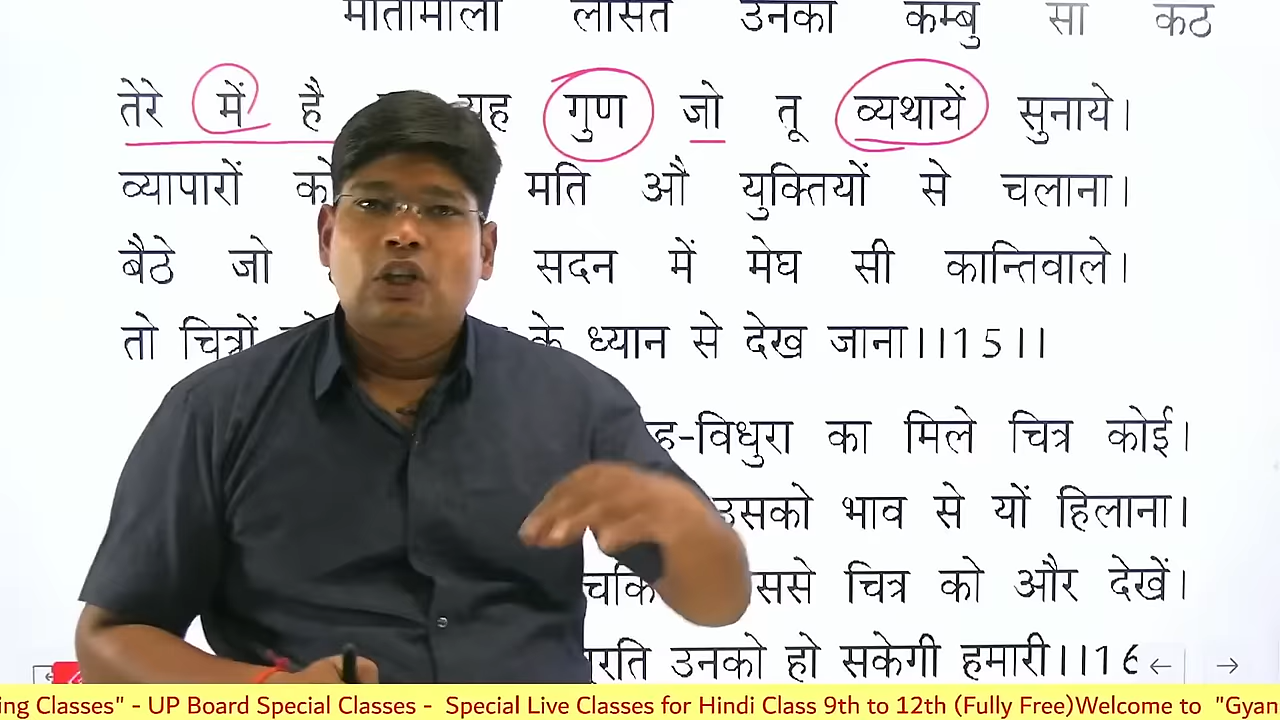 मोतीमाला लसित उनका कम्बु सा कंठ
तेरे में है यह गुण जो तू व्यथायें सुनाये।
व्यापारों को मति औ युक्तियों से चलाना।
बैठे जो सदन में मेघ सी कान्तिवाले।
तो चित्रों के ध्यान से देख जाना।।15।।
ह-विधुरा का मिले चित्र कोई।
उसको भाव से यों हिलाना।
चकि ससे चित्र को और देखें।
सुरति उनको हो सकेगी हमारी।।16
ing Classes" - UP Board Special Classes - Special Live Classes for Hindi Class 9th to 12th (Fully Free)Welcome to "Gyan